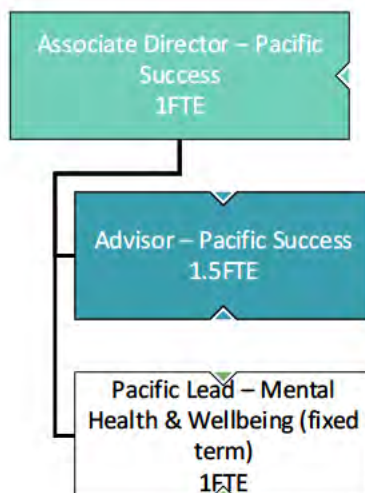 Associate Director – Pacific
Success
1FTE
Advisor – Pacific Success
1.5FTE
Pacific Lead – Mental
Health & Wellbeing (fixed
term)
1FTE